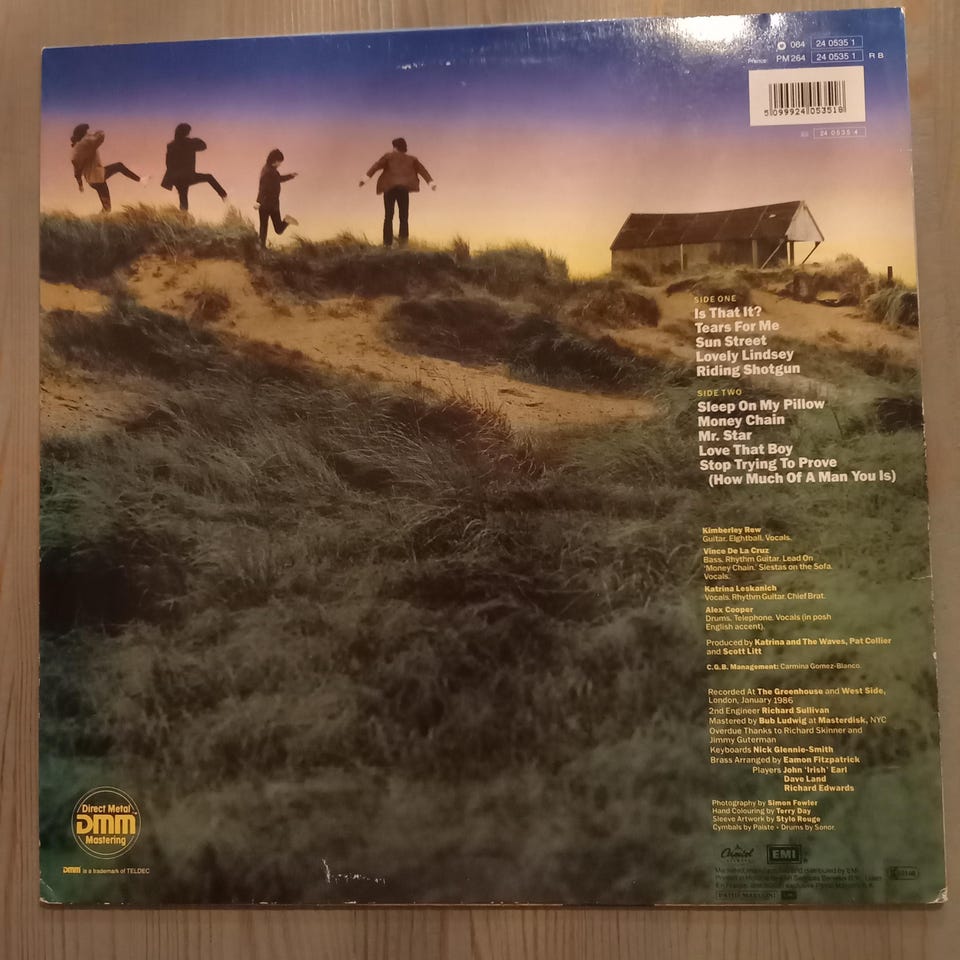 064 24 0535 1
France: PM 264 24 0535 1 R B
5 099924 053518
24 0535 4
SIDE ONE
Is That It?
Tears For Me
Sun Street
Lovely Lindsey
Riding Shotgun
SIDE TWO
Sleep On My Pillow
Money Chain
Mr. Star
Love That Boy
Stop Trying To Prove
(How Much Of A Man You Is)
Kimberley Rew
Guitar. Eightball. Vocals.
Vince De La Cruz
Bass. Rhythm Guitar. Lead On
'Money Chain.' Siestas on the Sofa.
Vocals.
Katrina Leskanich
Vocals. Rhythm Guitar. Chief Brat.
Alex Cooper
Drums. Telephone. Vocals (in posh
English accent).
Produced by Katrina and The Waves, Pat Collier
and Scott Litt
C.G.B. Management: Carmina Gomez-Blanco.
Recorded At The Greenhouse and West Side,
London, January 1986
2nd Engineer Richard Sullivan
Mastered by Bub Ludwig at Masterdisk, NYC
Overdue Thanks to Richard Skinner and
Jimmy Guterman
Keyboards Nick Glennie-Smith
Brass Arranged by Eamon Fitzpatrick
Players John 'Irish' Earl
Dave Land
Richard Edwards
Photography by Simon Fowler
Hand Colouring by Terry Day
Sleeve Artwork by Stylo Rouge
Cymbals by Paiste • Drums by Sonor.
Direct Metal
DMM
Mastering
DMM is a trademark of TELDEC
Capitol
EMI
distributed by EMI